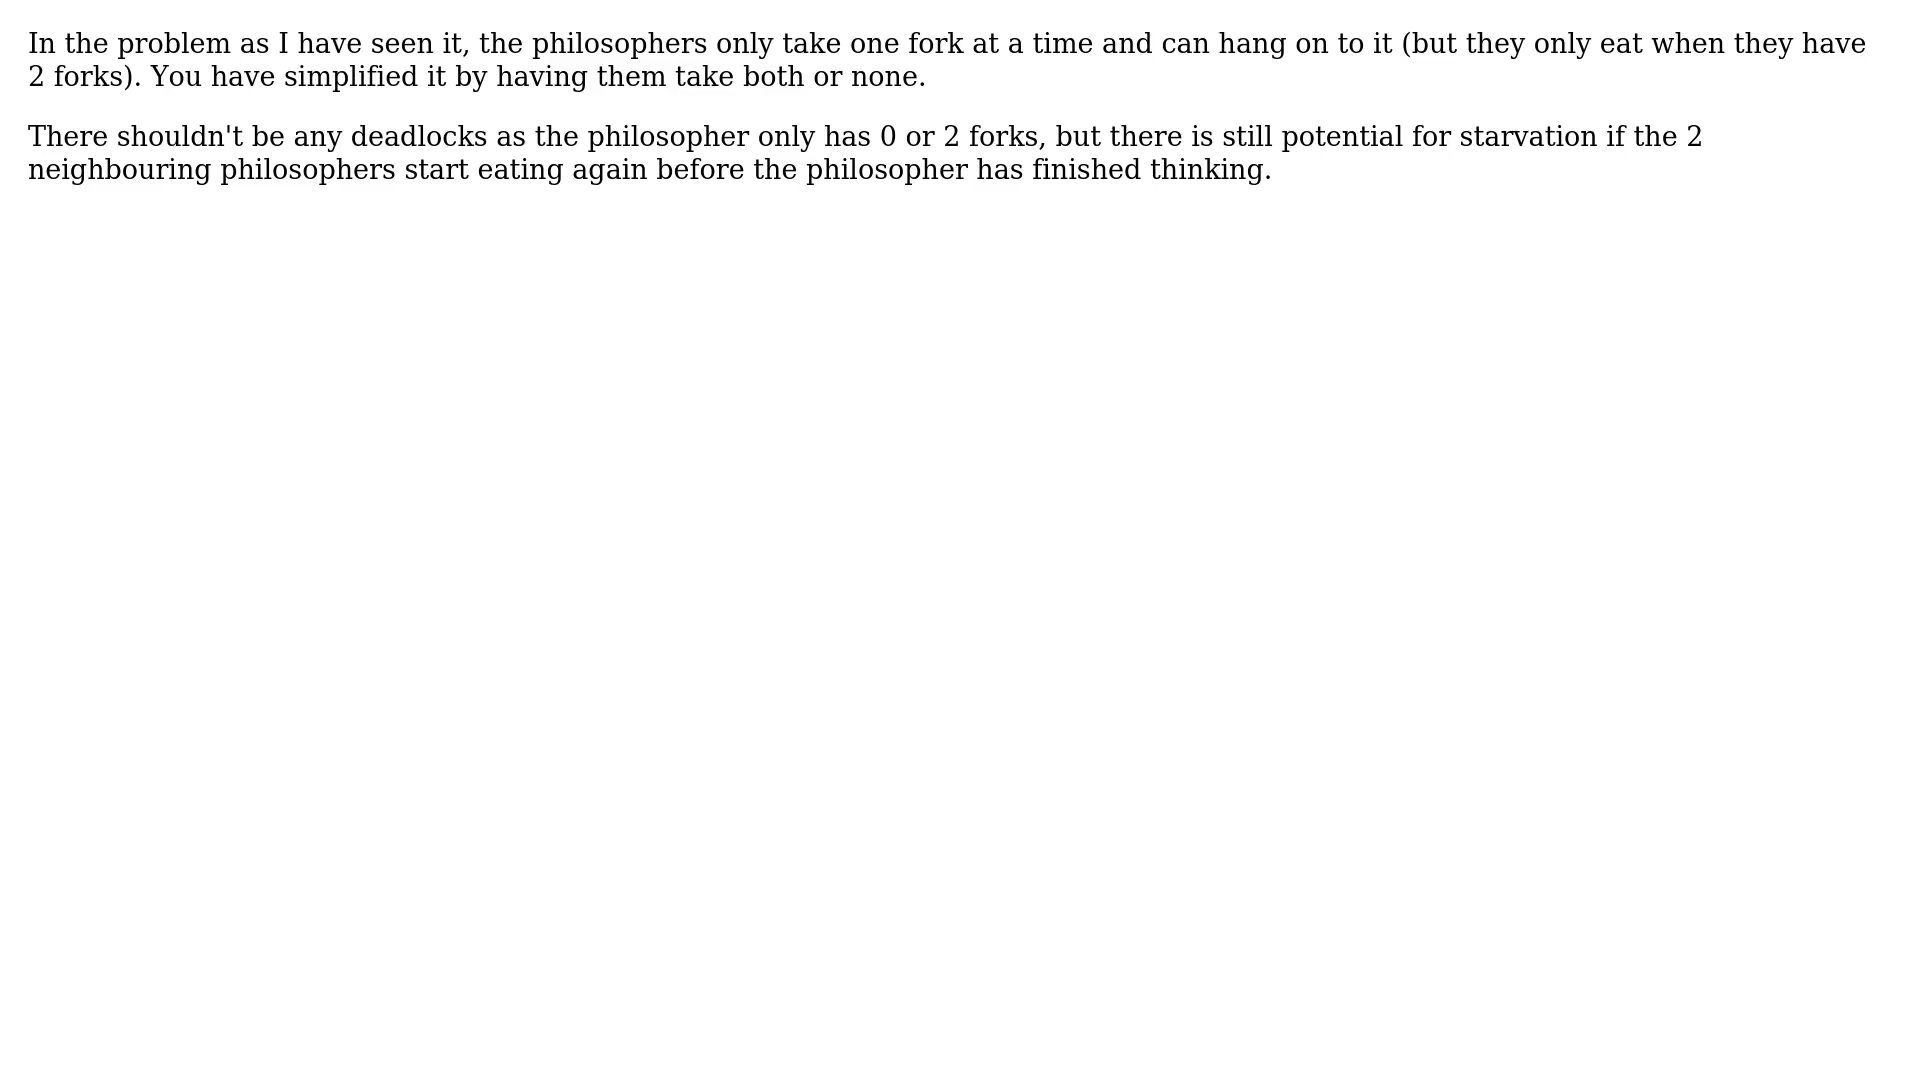 In the problem as I have seen it, the philosophers only take one fork at a time and can hang on to it (but they only eat when they have
2 forks). You have simplified it by having them take both or none.
There shouldn't be any deadlocks as the philosopher only has 0 or 2 forks, but there is still potential for starvation if the 2
neighbouring philosophers start eating again before the philosopher has finished thinking.